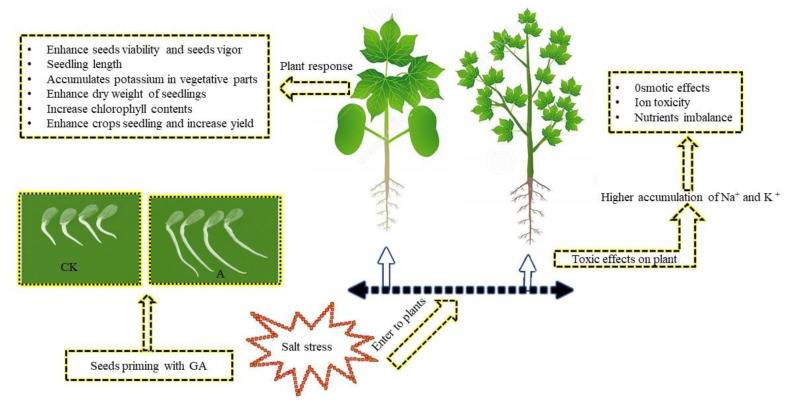 Enhance seeds viability and seeds vigor
Seedling length
Accumulates potassium in vegetative parts
Enhance dry weight of seedlings
Increase chlorophyll contents
Enhance crops seedling and increase yield
Plant response
0smotic effects
Ion toxicity
Nutrients imbalance
Higher accumulation of Na⁺ and K ⁺
Toxic effects on plant
CK
A
Enter to plants
Salt stress
Seeds priming with GA